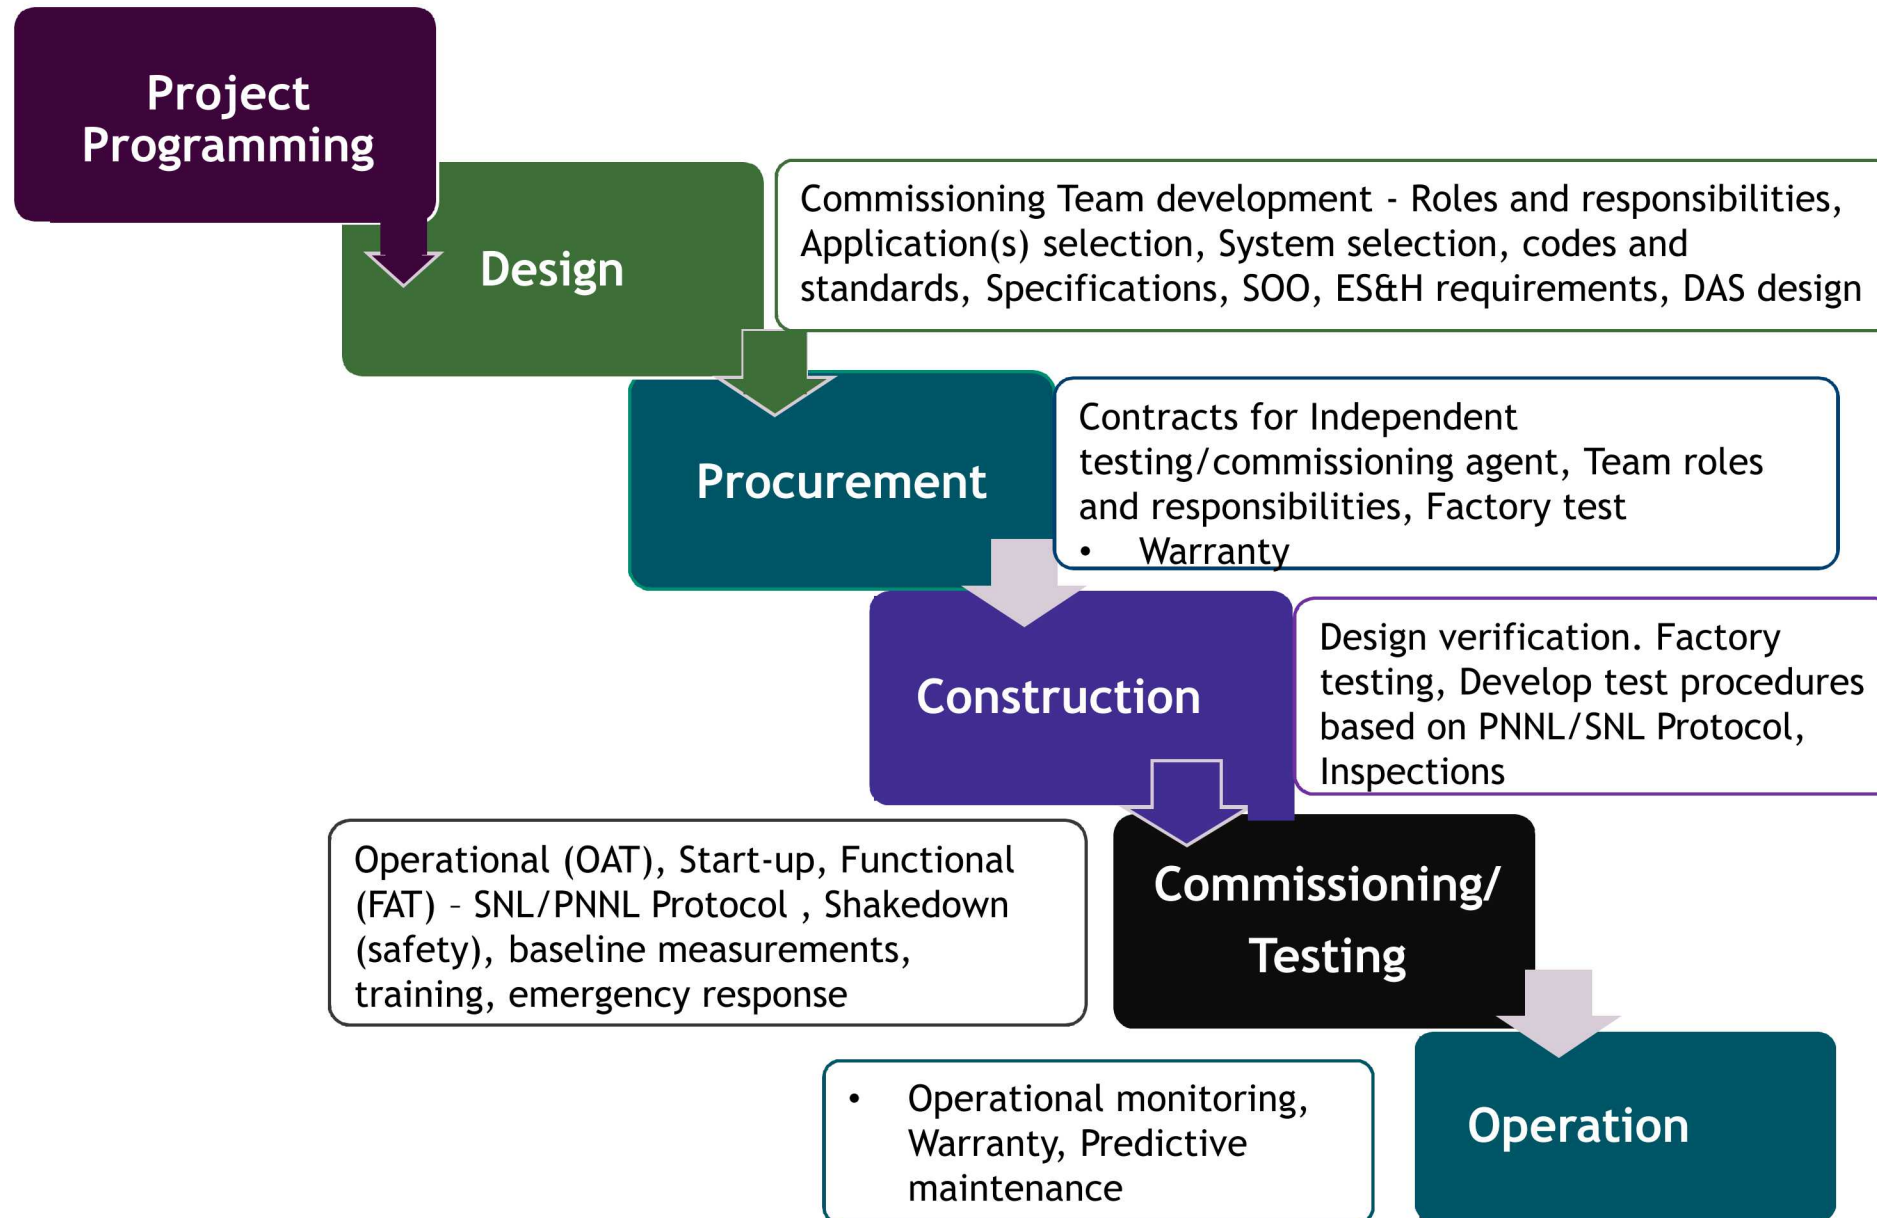 Project
Programming
Design
Commissioning Team development - Roles and responsibilities,
Application(s) selection, System selection, codes and
standards, Specifications, SOO, ES&H requirements, DAS design
Procurement
Contracts for Independent
testing/commissioning agent, Team roles
and responsibilities, Factory test
• Warranty
Construction
Design verification. Factory
testing, Develop test procedures
based on PNNL/SNL Protocol,
Inspections
Operational (OAT), Start-up, Functional
(FAT) – SNL/PNNL Protocol , Shakedown
(safety), baseline measurements,
training, emergency response
Commissioning/
Testing
• Operational monitoring,
Warranty, Predictive
maintenance
Operation